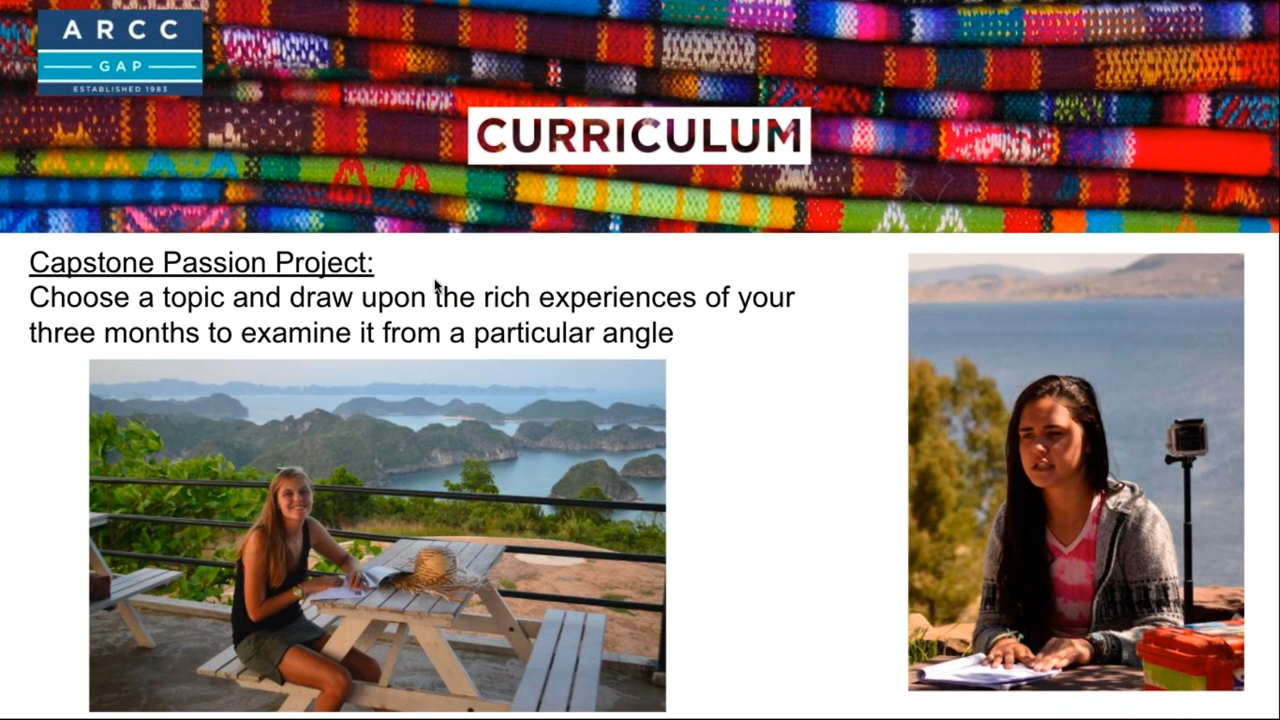 ARCC
GAP
ESTABLISHED 1983
CURRICULUM
Capstone Passion Project:
Choose a topic and draw upon the rich experiences of your
three months to examine it from a particular angle